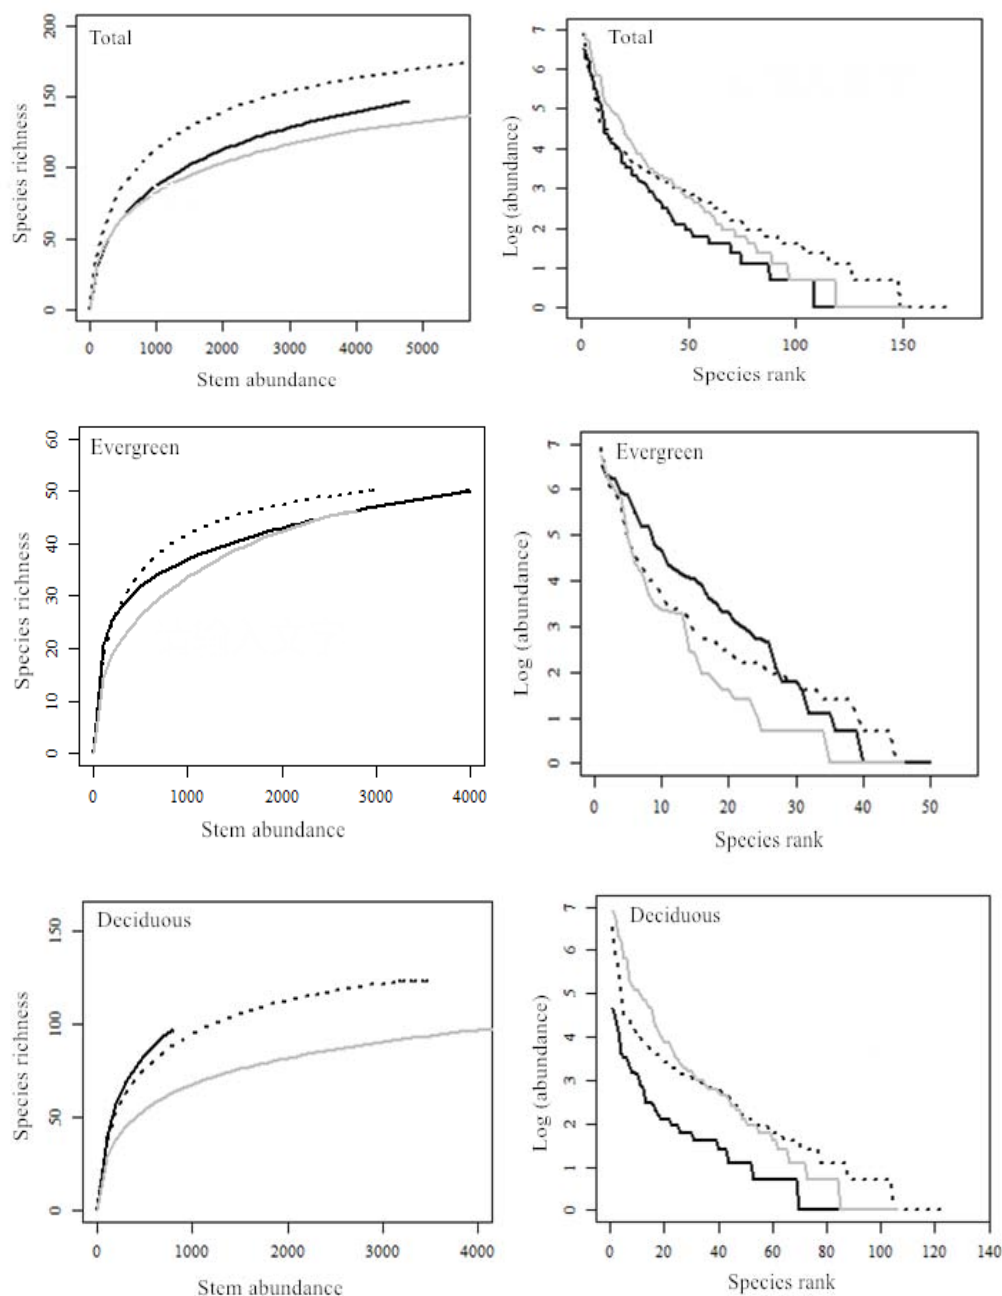 Total
Species richness
0
50
100
150
200
0 1000 2000 3000 4000 5000
Stem abundance
Total
Log (abundance)
0
1
2
3
4
5
6
7
0 50 100 150
Species rank
Evergreen
Species richness
0
10
20
30
40
50
60
0 1000 2000 3000 4000
Stem abundance
Evergreen
Log (abundance)
0
1
2
3
4
5
6
7
0 10 20 30 40 50
Species rank
Deciduous
Species richness
0
50
100
150
0 1000 2000 3000 4000
Stem abundance
Deciduous
Log (abundance)
0
1
2
3
4
5
6
7
0 20 40 60 80 100 120 140
Species rank